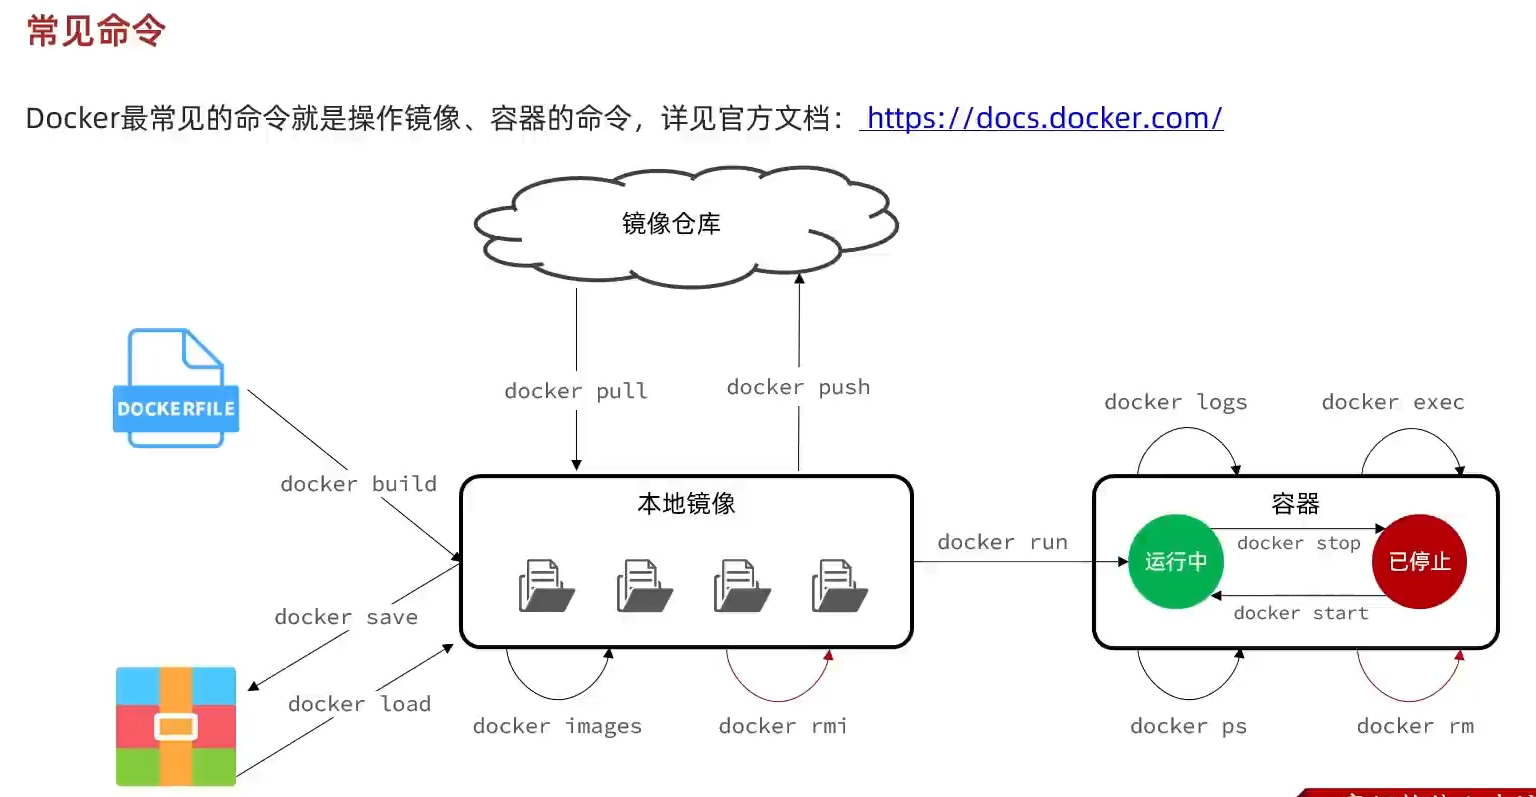 常见命令
Docker最常见的命令就是操作镜像、容器的命令，详见官方文档： https://docs.docker.com/
镜像仓库
docker pull
docker push
DOCKERFILE
docker build
docker logs
docker exec
本地镜像
容器
docker run
运行中
docker stop
已停止
docker start
docker save
docker load
docker images
docker rmi
docker ps
docker rm